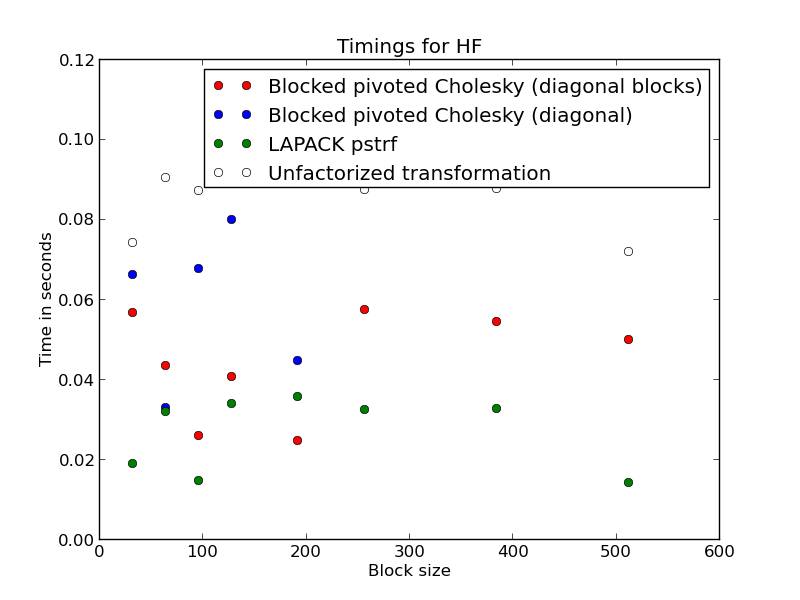 Timings for HF
0.12
0.10
0.08
0.06
0.04
0.02
0.00
Time in seconds
Blocked pivoted Cholesky (diagonal blocks)
Blocked pivoted Cholesky (diagonal)
LAPACK pstrf
Unfactorized transformation
0 100 200 300 400 500 600
Block size